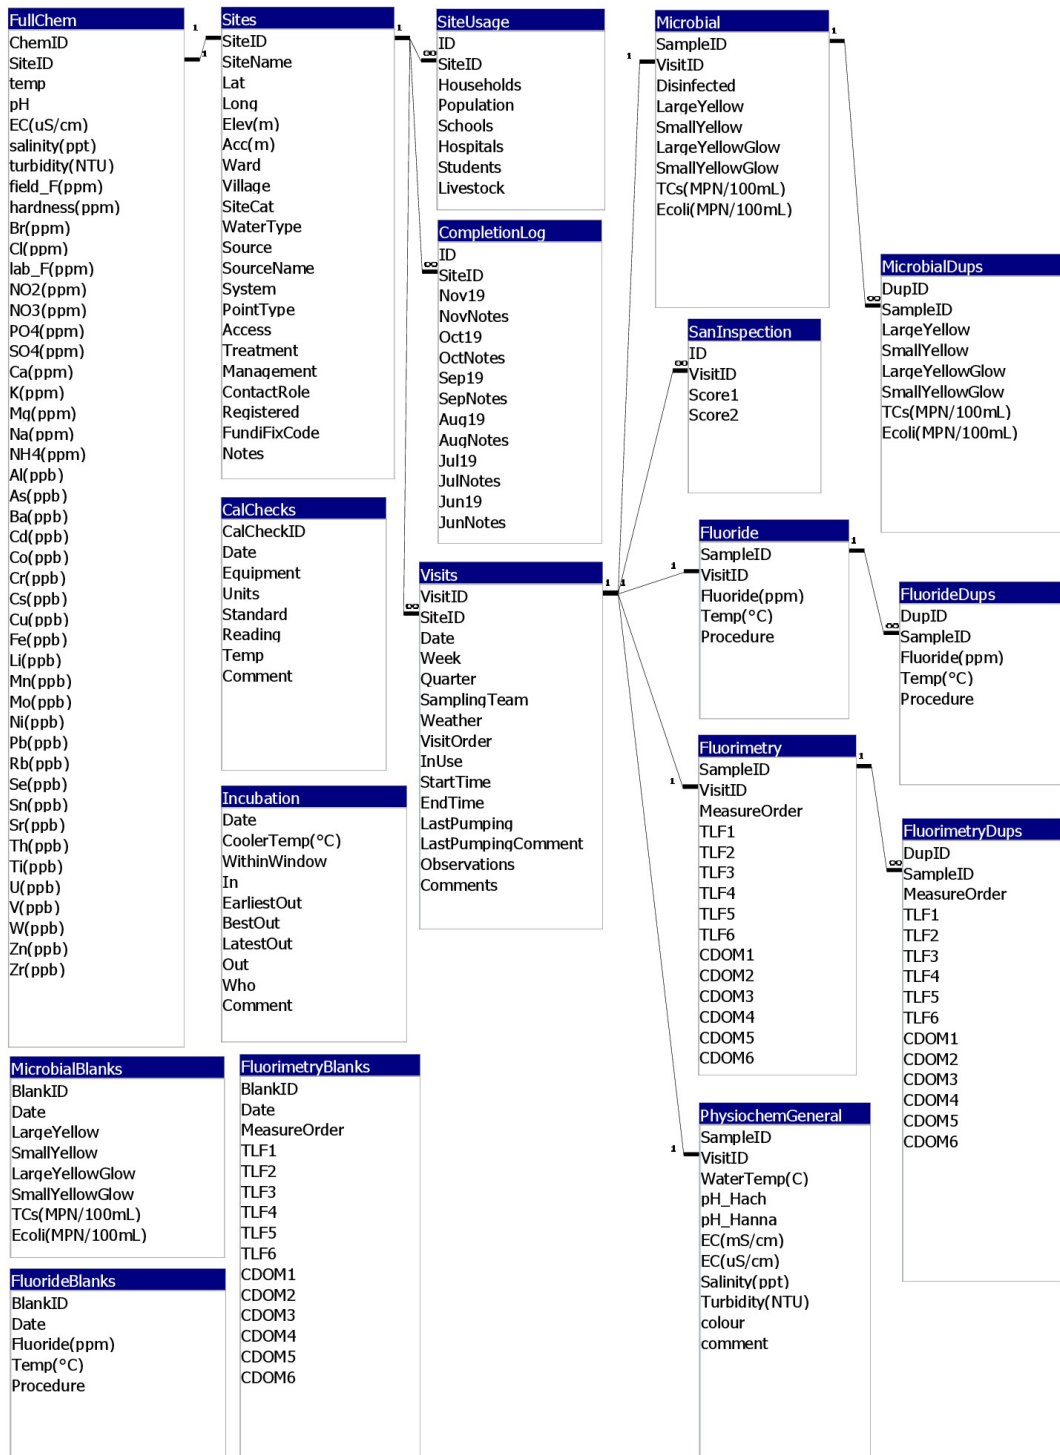 FullChem
ChemID
SiteID
temp
pH
EC(uS/cm)
salinity(ppt)
turbidity(NTU)
field_F(ppm)
hardness(ppm)
Br(ppm)
Cl(ppm)
lab_F(ppm)
NO2(ppm)
NO3(ppm)
PO4(ppm)
SO4(ppm)
Ca(ppm)
K(ppm)
Mg(ppm)
Na(ppm)
NH4(ppm)
Al(ppb)
As(ppb)
Ba(ppb)
Cd(ppb)
Co(ppb)
Cr(ppb)
Cs(ppb)
Cu(ppb)
Fe(ppb)
Li(ppb)
Mn(ppb)
Mo(ppb)
Ni(ppb)
Pb(ppb)
Rb(ppb)
Se(ppb)
Sn(ppb)
Sr(ppb)
Th(ppb)
Ti(ppb)
U(ppb)
V(ppb)
W(ppb)
Zn(ppb)
Zr(ppb)
1
1
Sites
SiteID
SiteName
Lat
Long
Elev(m)
Acc(m)
Ward
Village
SiteCat
WaterType
Source
SourceName
System
PointType
Access
Treatment
Management
ContactRole
Registered
FundiFixCode
Notes
1
∞
∞
∞
SiteUsage
ID
SiteID
Households
Population
Schools
Hospitals
Students
Livestock
CompletionLog
ID
SiteID
Nov19
NovNotes
Oct19
OctNotes
Sep19
SepNotes
Aug19
AugNotes
Jul19
JulNotes
Jun19
JunNotes
CalChecks
CalCheckID
Date
Equipment
Units
Standard
Reading
Temp
Comment
Visits
VisitID
SiteID
Date
Week
Quarter
SamplingTeam
Weather
VisitOrder
InUse
StartTime
EndTime
LastPumping
LastPumpingComment
Observations
Comments
Incubation
Date
CoolerTemp(°C)
WithinWindow
In
EarliestOut
BestOut
LatestOut
Out
Who
Comment
1
1
1
∞
1
1
1
Microbial
SampleID
VisitID
Disinfected
LargeYellow
SmallYellow
LargeYellowGlow
SmallYellowGlow
TCs(MPN/100mL)
Ecoli(MPN/100mL)
1
∞
MicrobialDups
DupID
SampleID
LargeYellow
SmallYellow
LargeYellowGlow
SmallYellowGlow
TCs(MPN/100mL)
Ecoli(MPN/100mL)
SanInspection
ID
VisitID
Score1
Score2
Fluoride
SampleID
VisitID
Fluoride(ppm)
Temp(°C)
Procedure
1
∞
FluorideDups
DupID
SampleID
Fluoride(ppm)
Temp(°C)
Procedure
Fluorimetry
SampleID
VisitID
MeasureOrder
TLF1
TLF2
TLF3
TLF4
TLF5
TLF6
CDOM1
CDOM2
CDOM3
CDOM4
CDOM5
CDOM6
1
∞
FluorimetryDups
DupID
SampleID
MeasureOrder
TLF1
TLF2
TLF3
TLF4
TLF5
TLF6
CDOM1
CDOM2
CDOM3
CDOM4
CDOM5
CDOM6
MicrobialBlanks
BlankID
Date
LargeYellow
SmallYellow
LargeYellowGlow
SmallYellowGlow
TCs(MPN/100mL)
Ecoli(MPN/100mL)
FluorideBlanks
BlankID
Date
Fluoride(ppm)
Temp(°C)
Procedure
FluorimetryBlanks
BlankID
Date
MeasureOrder
TLF1
TLF2
TLF3
TLF4
TLF5
TLF6
CDOM1
CDOM2
CDOM3
CDOM4
CDOM5
CDOM6
PhysiochemGeneral
SampleID
VisitID
WaterTemp(C)
pH_Hach
pH_Hanna
EC(mS/cm)
EC(uS/cm)
Salinity(ppt)
Turbidity(NTU)
colour
comment